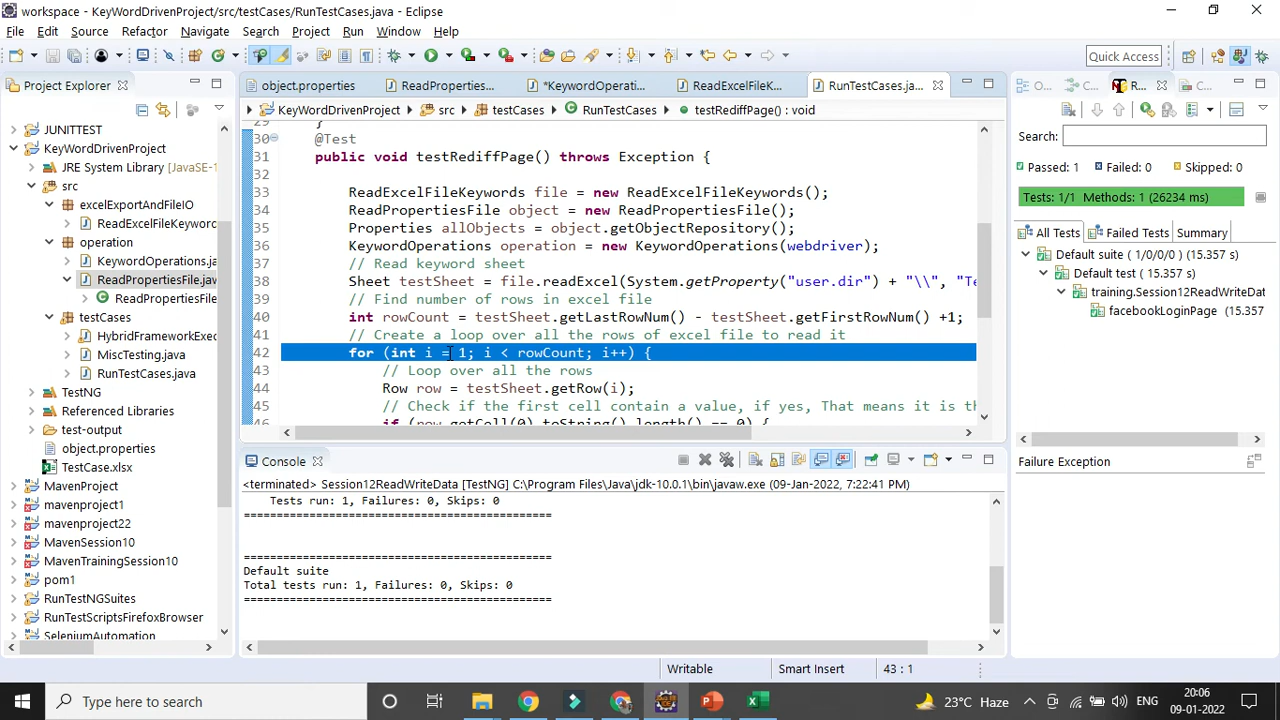 workspace - KeyWordDrivenProject/src/testCases/RunTestCases.java - Eclipse
File Edit Source Refactor Navigate Search Project Run Window Help
Quick Access
Project Explorer
JUNITTEST
KeyWordDrivenProject
JRE System Library [JavaSE-1
src
excelExportAndFileIO
ReadExcelFileKeyword
operation
KeywordOperations.ja
ReadPropertiesFile.jav
ReadPropertiesFile
testCases
HybridFrameworkExec
MiscTesting.java
RunTestCases.java
TestNG
Referenced Libraries
test-output
object.properties
TestCase.xlsx
MavenProject
mavenproject1
mavenproject22
MavenSession10
MavenTrainingSession10
pom1
RunTestNGSuites
RunTestScriptsFirefoxBrowser
SeleniumAutomation
object.properties ReadProperties... *KeywordOperati... ReadExcelFileK... RunTestCases.java
KeyWordDrivenProject src testCases RunTestCases testRediffPage() : void
29 }
30 @Test
31 public void testRediffPage() throws Exception {
32
33 ReadExcelFileKeywords file = new ReadExcelFileKeywords();
34 ReadPropertiesFile object = new ReadPropertiesFile();
35 Properties allObjects = object.getObjectRepository();
36 KeywordOperations operation = new KeywordOperations(webdriver);
37 // Read keyword sheet
38 Sheet testSheet = file.readExcel(System.getProperty("user.dir") + "\\", "Te
39 // Find number of rows in excel file
40 int rowCount = testSheet.getLastRowNum() - testSheet.getFirstRowNum() +1;
41 // Create a loop over all the rows of excel file to read it
42 for (int i = 1; i < rowCount; i++) {
43 // Loop over all the rows
44 Row row = testSheet.getRow(i);
45 // Check if the first cell contain a value, if yes, That means it is th
46 if (row.getCell(0).toString().length() == 0) {
Console
<terminated> Session12ReadWriteData [TestNG] C:\Program Files\Java\jdk-10.0.1\bin\javaw.exe (09-Jan-2022, 7:22:41 PM)
Tests run: 1, Failures: 0, Skips: 0
===============================================
===============================================
Default suite
Total tests run: 1, Failures: 0, Skips: 0
===============================================
O... C... R... C...
Search:
Passed: 1 Failed: 0 Skipped: 0
Tests: 1/1 Methods: 1 (26234 ms)
All Tests Failed Tests Summary
Default suite ( 1/0/0/0 ) (15.357 s)
Default test ( 15.357 s)
training.Session12ReadWriteDat
facebookLoginPage (15.357 s)
Failure Exception
Writable Smart Insert 43 : 1
Type here to search
23°C Haze ENG
20:06
09-01-2022